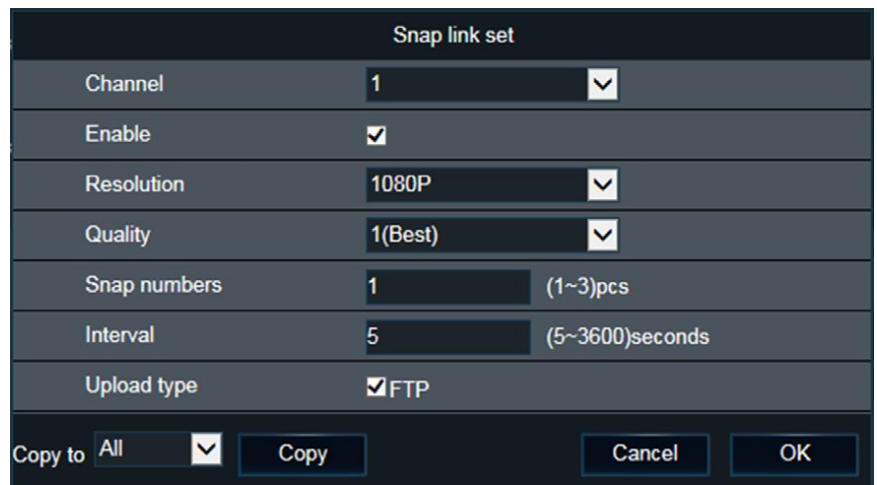 Snap link set
Channel 1
Enable
Resolution 1080P
Quality 1(Best)
Snap numbers 1 (1~3)pcs
Interval 5 (5~3600)seconds
Upload type FTP
Copy to All Copy Cancel OK